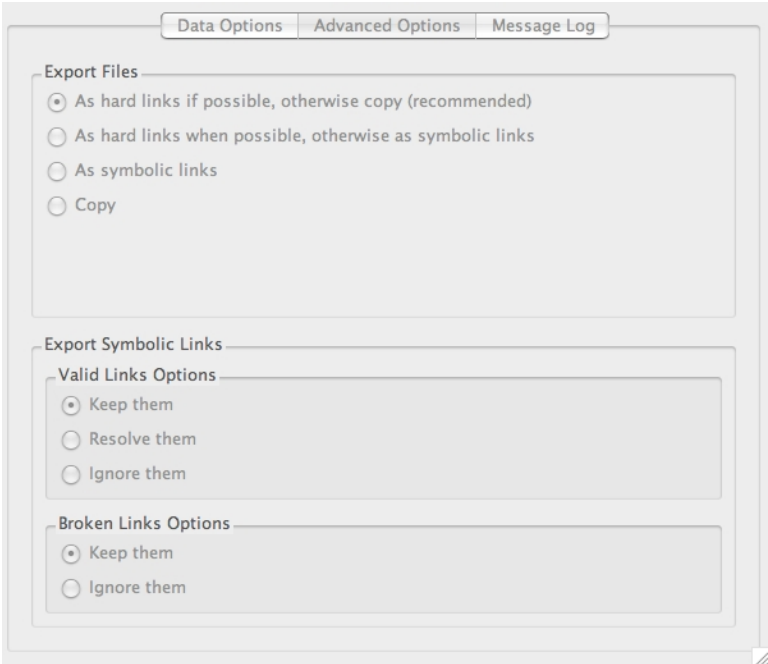 Data Options Advanced Options Message Log
Export Files
As hard links if possible, otherwise copy (recommended)
As hard links when possible, otherwise as symbolic links
As symbolic links
Copy
Export Symbolic Links
Valid Links Options
Keep them
Resolve them
Ignore them
Broken Links Options
Keep them
Ignore them